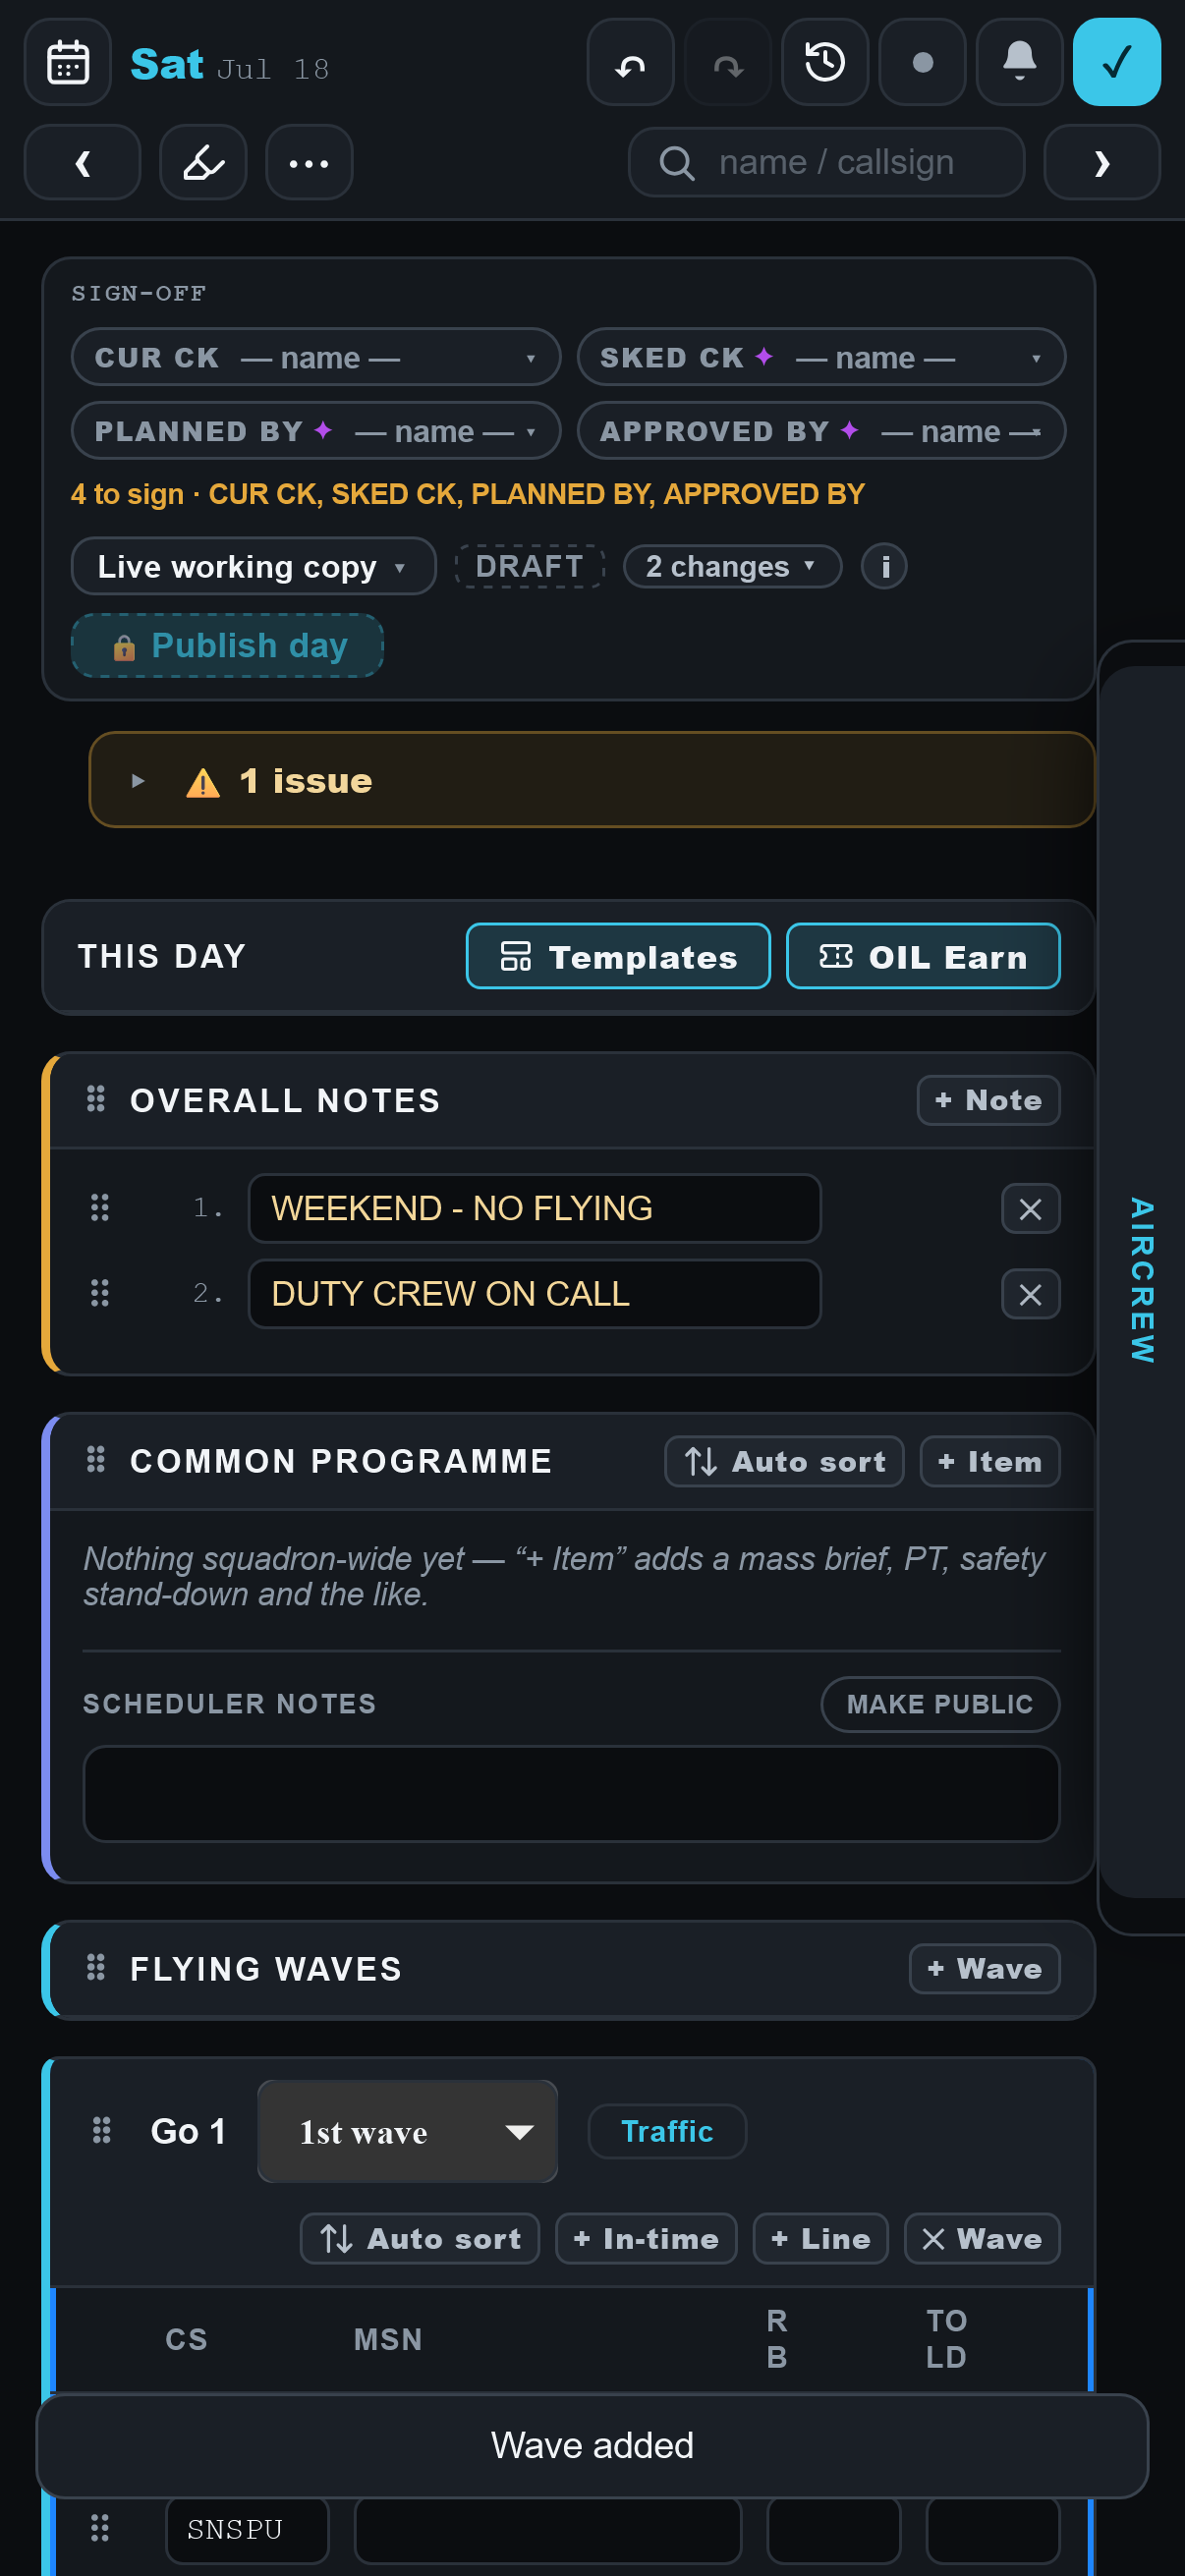 Sat Jul 18
name / callsign
SIGN-OFF
CUR CK — name —
SKED CK — name —
PLANNED BY — name —
APPROVED BY — name —
4 to sign · CUR CK, SKED CK, PLANNED BY, APPROVED BY
Live working copy DRAFT 2 changes i
Publish day
1 issue
THIS DAY Templates OIL Earn
OVERALL NOTES + Note
1. WEEKEND - NO FLYING
2. DUTY CREW ON CALL
AIRCREW
COMMON PROGRAMME Auto sort + Item
Nothing squadron-wide yet — “+ Item” adds a mass brief, PT, safety
stand-down and the like.
SCHEDULER NOTES MAKE PUBLIC
FLYING WAVES + Wave
Go 1 1st wave Traffic
Auto sort + In-time + Line × Wave
CS MSN R B TO LD
Wave added
SNSPU